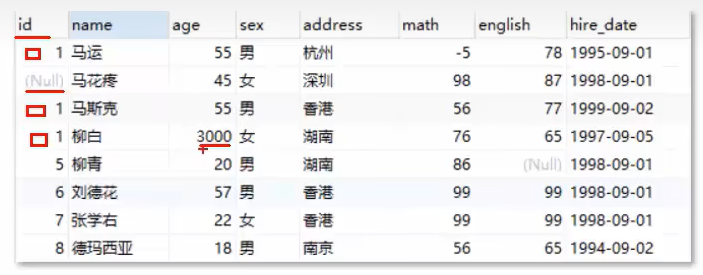 id name age sex address math english hire_date
1 马运 55 男 杭州 -5 78 1995-09-01
(Null) 马花疼 45 女 深圳 98 87 1998-09-01
1 马斯克 55 男 香港 56 77 1999-09-02
1 柳白 3000 女 湖南 76 65 1997-09-05
5 柳青 20 男 湖南 86 (Null) 1998-09-01
6 刘德花 57 男 香港 99 99 1998-09-01
7 张学右 22 女 香港 99 99 1998-09-01
8 德玛西亚 18 男 南京 56 65 1994-09-02